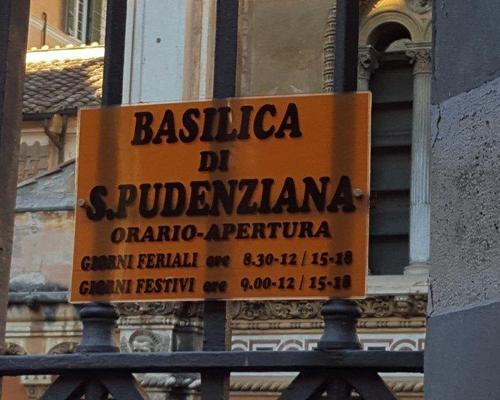 BASILICA
DI
S.PUDENZIANA
ORARIO-APERTURA
GIORNI FERIALI ore 8.30-12 / 15-18
GIORNI FESTIVI ore 9.00-12 / 15-18